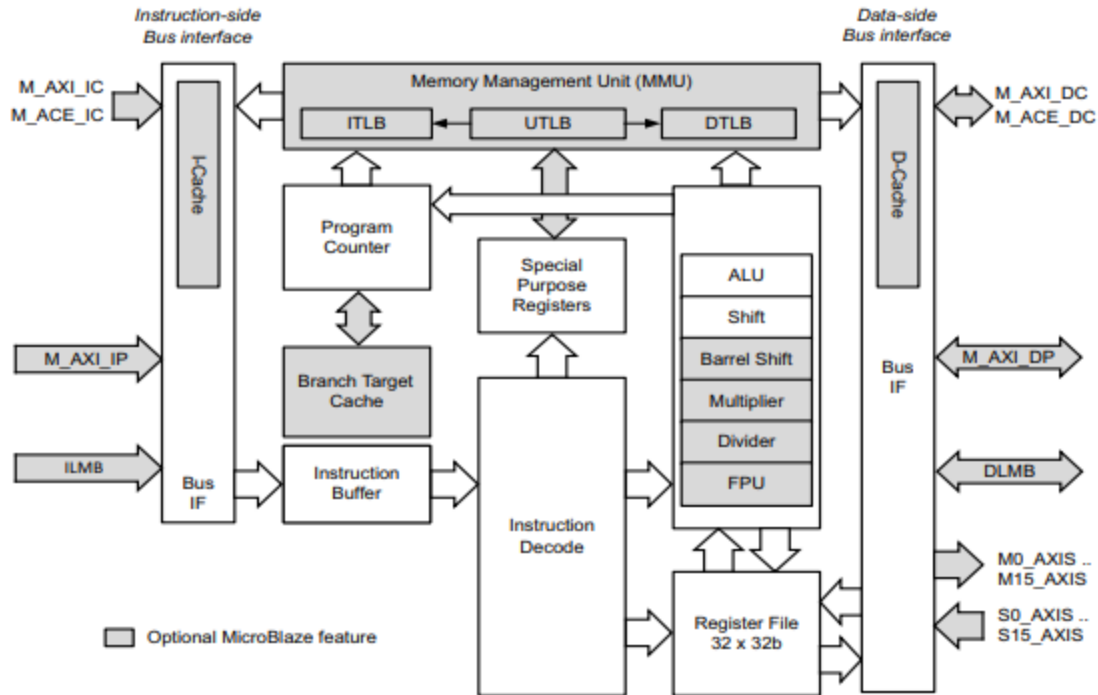 Instruction-side
Bus interface
Data-side
Bus interface
M_AXI_IC
M_ACE_IC
I-Cache
Memory Management Unit (MMU)
ITLB
UTLB
DTLB
M_AXI_DC
M_ACE_DC
D-Cache
Program
Counter
Special
Purpose
Registers
ALU
Shift
Barrel Shift
Multiplier
Divider
FPU
M_AXI_IP
Branch Target
Cache
Bus
IF
M_AXI_DP
ILMB
Bus
IF
Instruction
Buffer
Instruction
Decode
DLMB
Register File
32 x 32b
M0_AXIS ..
M15_AXIS
S0_AXIS ..
S15_AXIS
Optional MicroBlaze feature